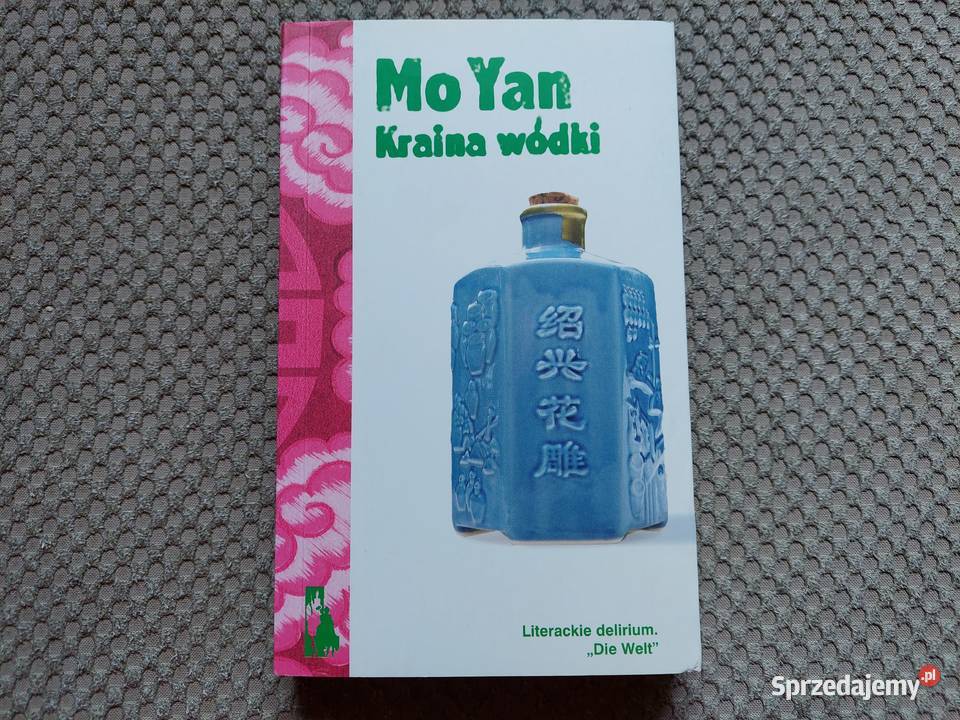 Mo Yan
Kraina wódki
绍
兴
花
雕
Literackie delirium.
„Die Welt”
Sprzedajemy.pl